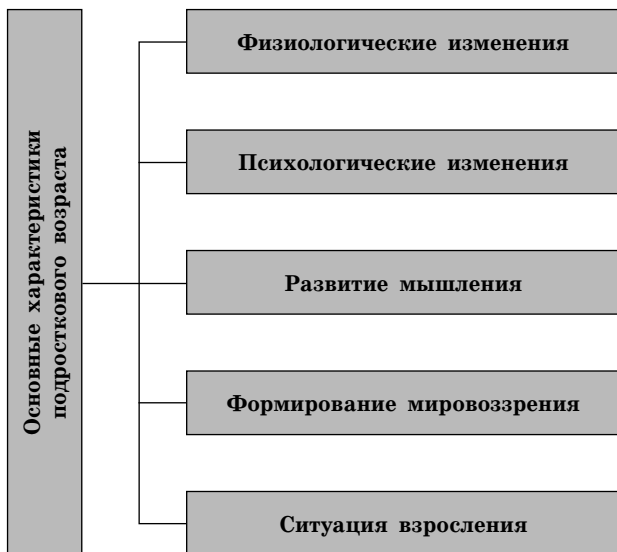 Основные характеристики
подросткового возраста
Физиологические изменения
Психологические изменения
Развитие мышления
Формирование мировоззрения
Ситуация взросления